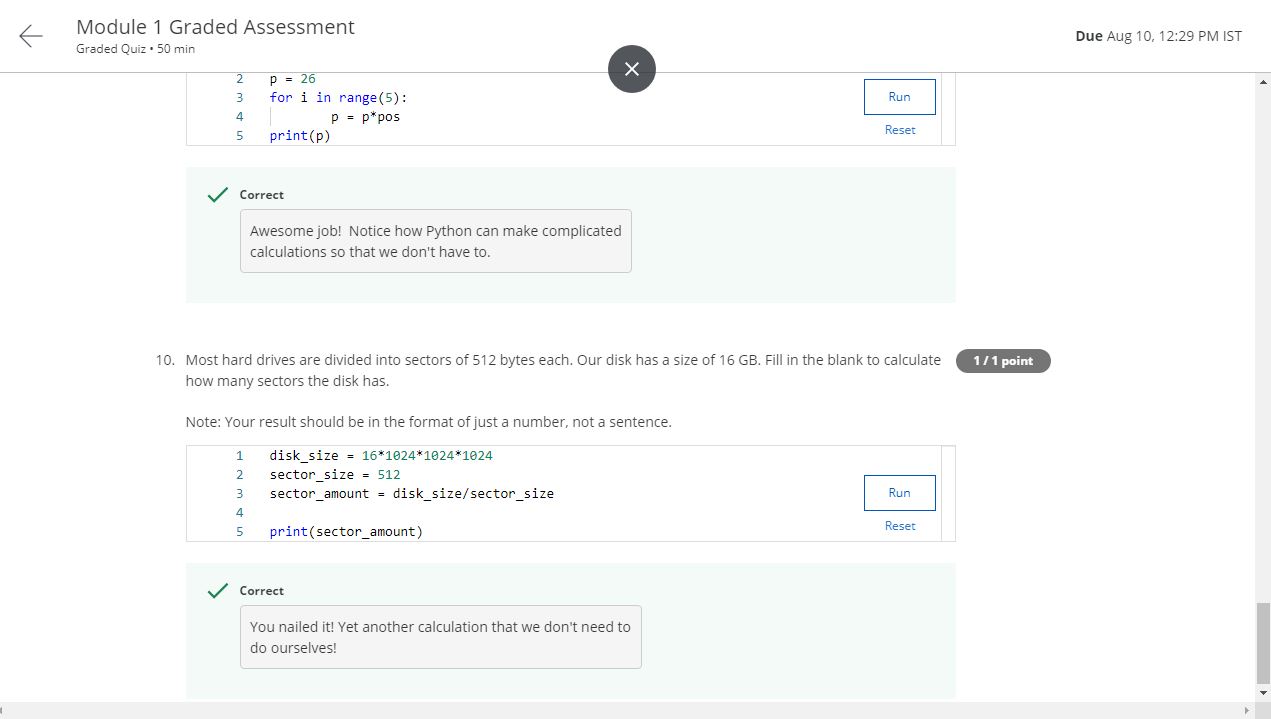 Module 1 Graded Assessment
Graded Quiz • 50 min
Due Aug 10, 12:29 PM IST
2 p = 26
3 for i in range(5):
4 p = p*pos
5 print(p)
Run
Reset
Correct
Awesome job!  Notice how Python can make complicated
calculations so that we don't have to.
10. Most hard drives are divided into sectors of 512 bytes each. Our disk has a size of 16 GB. Fill in the blank to calculate
how many sectors the disk has.
1 / 1 point
Note: Your result should be in the format of just a number, not a sentence.
1 disk_size = 16*1024*1024*1024
2 sector_size = 512
3 sector_amount = disk_size/sector_size
4
5 print(sector_amount)
Run
Reset
Correct
You nailed it! Yet another calculation that we don't need to
do ourselves!